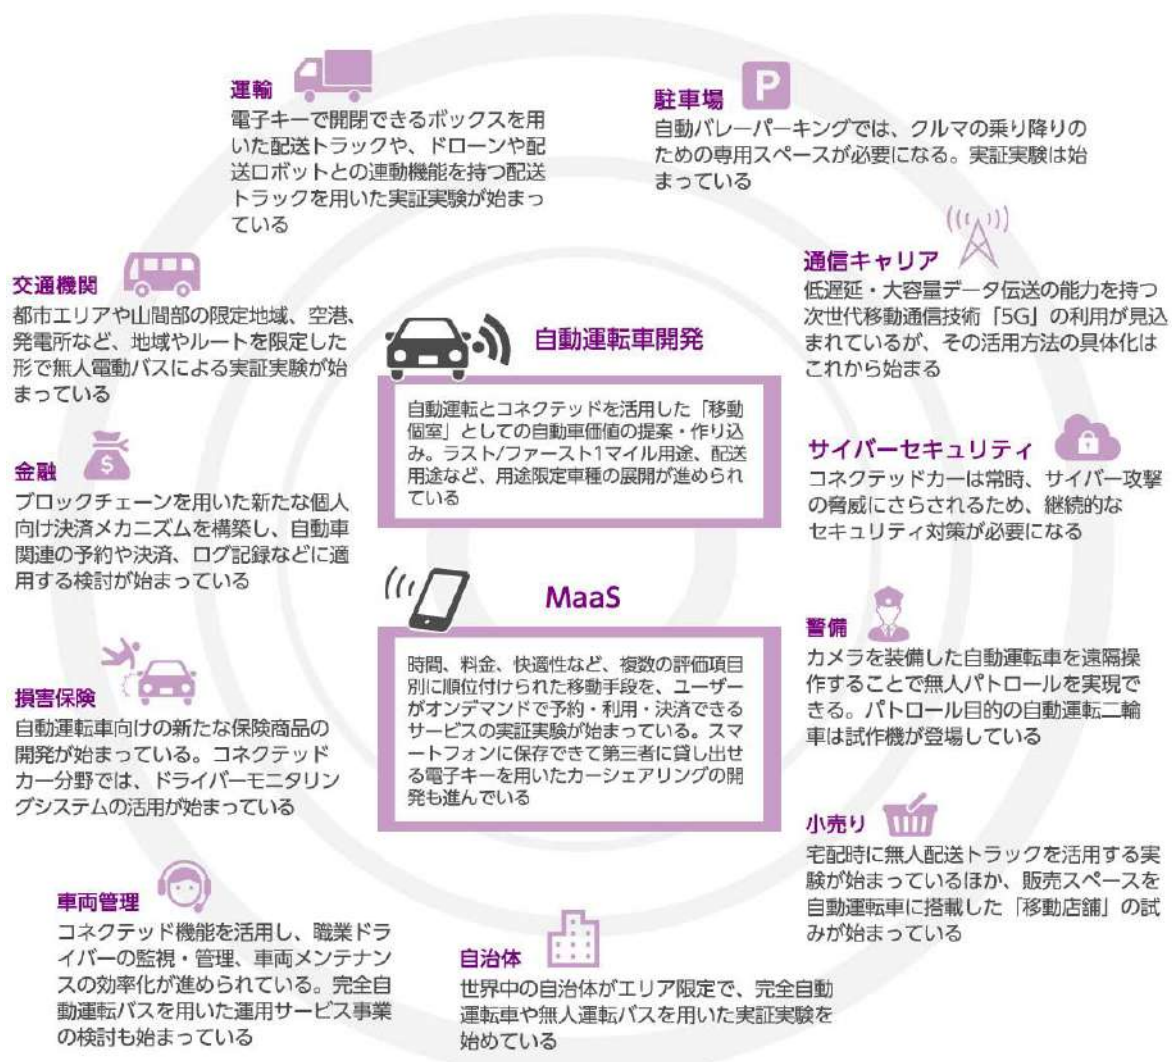 運輸
電子キーで開閉できるボックスを用
いた配送トラックや、ドローンや配
送ロボットとの連動機能を持つ配送
トラックを用いた実証実験が始まっ
ている
P
駐車場
自動バレーパーキングでは、クルマの乗り降りの
ための専用スペースが必要になる。実証実験は始
まっている
交通機関
都市エリアや山間部の限定地域、空港、
発電所など、地域やルートを限定した
形で無人電動バスによる実証実験が始
まっている
通信キャリア
低遅延・大容量データ伝送の能力を持つ
次世代移動通信技術「5G」の利用が見込
まれているが、その活用方法の具体化は
これから始まる
自動運転車開発
自動運転とコネクテッドを活用した「移動
個室」としての自動車価値の提案・作り込
み。ラスト/ファースト1マイル用途、配送
用途など、用途限定車種の展開が進められ
ている
金融
$
ブロックチェーンを用いた新たな個人
向け決済メカニズムを構築し、自動車
関連の予約や決済、ログ記録などに適
用する検討が始まっている
サイバーセキュリティ
コネクテッドカーは常時、サイバー攻撃
の脅威にさらされるため、継続的な
セキュリティ対策が必要になる
MaaS
時間、料金、快適性など、複数の評価項目
別に順位付けられた移動手段を、ユーザー
がオンデマンドで予約・利用・決済できる
サービスの実証実験が始まっている。スマ
ートフォンに保存できて第三者に貸し出せ
る電子キーを用いたカーシェアリングの開
発も進んでいる
警備
カメラを装備した自動運転車を遠隔操
作することで無人パトロールを実現で
きる。パトロール目的の自動運転二輪
車は試作機が登場している
損害保険
自動運転車向けの新たな保険商品の
開発が始まっている。コネクテッド
カー分野では、ドライバーモニタリン
グシステムの活用が始まっている
小売り
宅配時に無人配送トラックを活用する実
験が始まっているほか、販売スペースを
自動運転車に搭載した「移動店舗」の試
みが始まっている
車両管理
コネクテッド機能を活用し、職業ドラ
イバーの監視・管理、車両メンテナン
スの効率化が進められている。完全自
動運転バスを用いた運用サービス事業
の検討も始まっている
自治体
世界中の自治体がエリア限定で、完全自動
運転車や無人運転バスを用いた実証実験を
始めている